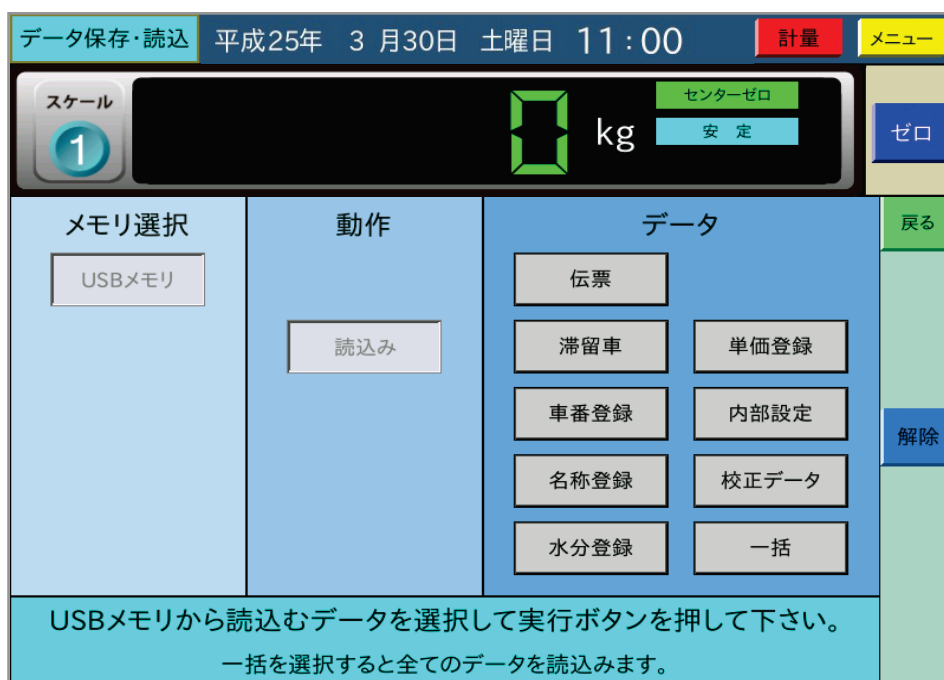 データ保存・読込 平成25年 3月30日 土曜日 11:00 計量 メニュー
スケール
1
0 kg
センターゼロ
安 定
ゼロ
戻る
解除
メモリ選択
USBメモリ
動作
読込み
データ
伝票
滞留車 単価登録
車番登録 内部設定
名称登録 校正データ
水分登録 一括
USBメモリから読込むデータを選択して実行ボタンを押して下さい。
一括を選択すると全てのデータを読込みます。